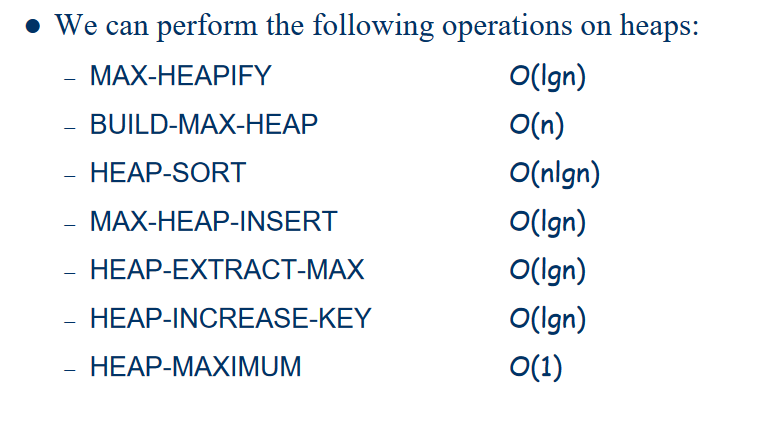 ● We can perform the following operations on heaps:
– MAX-HEAPIFY O(lgn)
– BUILD-MAX-HEAP O(n)
– HEAP-SORT O(nlgn)
– MAX-HEAP-INSERT O(lgn)
– HEAP-EXTRACT-MAX O(lgn)
– HEAP-INCREASE-KEY O(lgn)
– HEAP-MAXIMUM O(1)